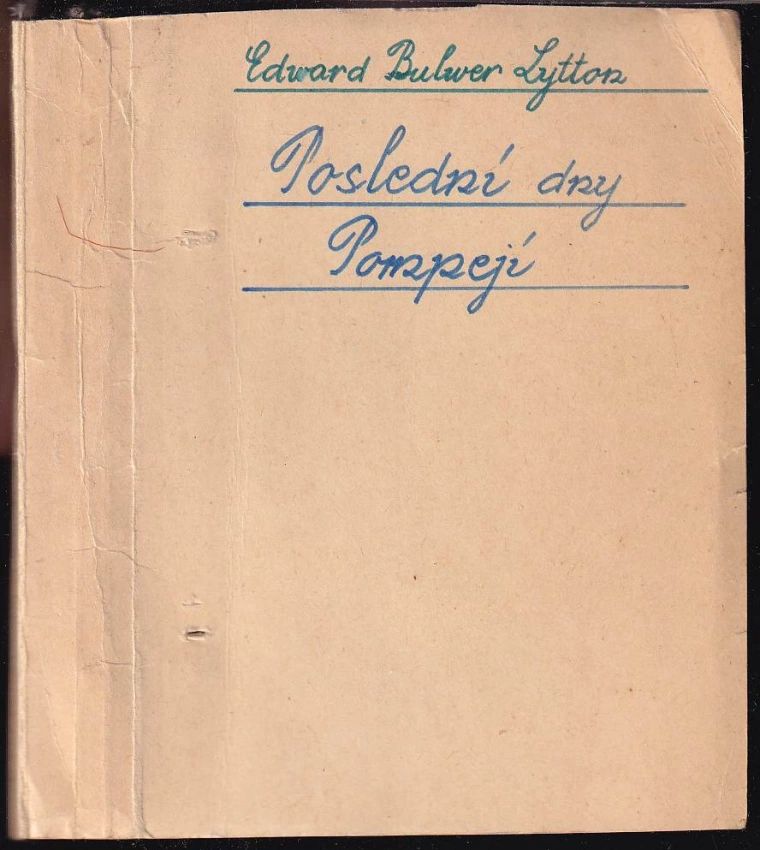 Edward Bulwer Lytton
Poslední dny
Pompejí